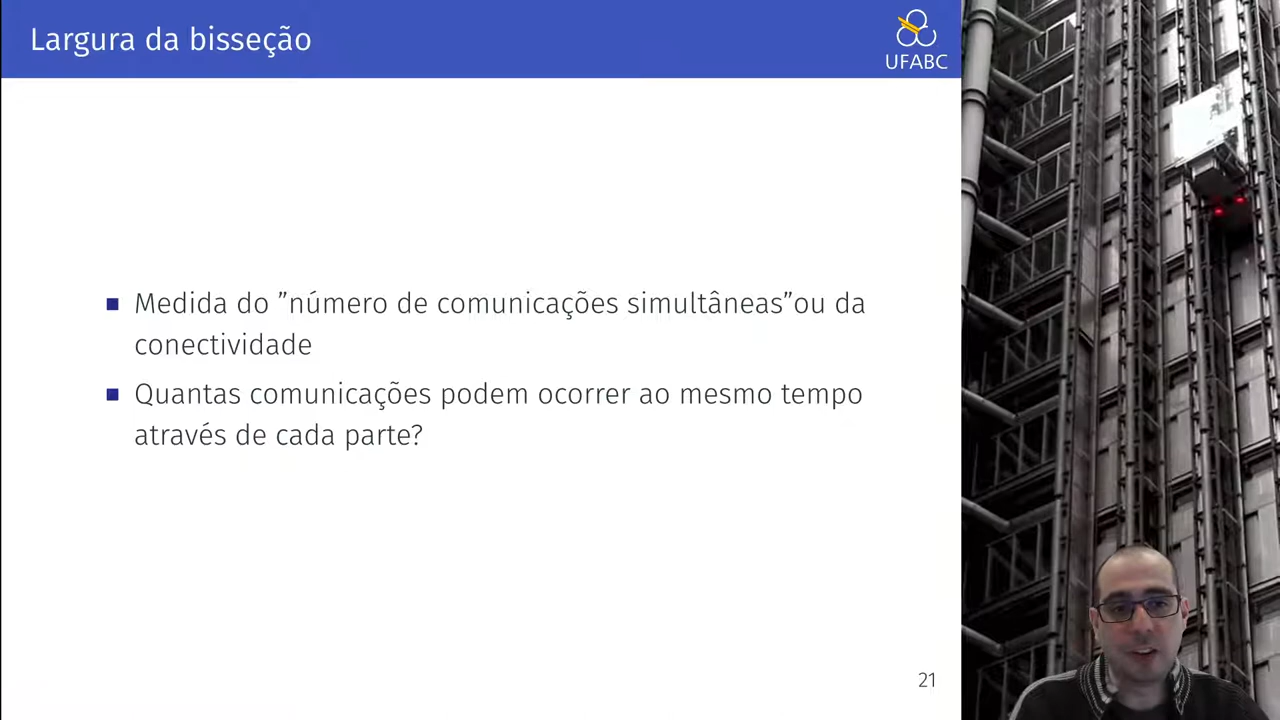 Largura da bisseção
UFABC
Medida do ”número de comunicações simultâneas”ou da
conectividade
Quantas comunicações podem ocorrer ao mesmo tempo
através de cada parte?
21